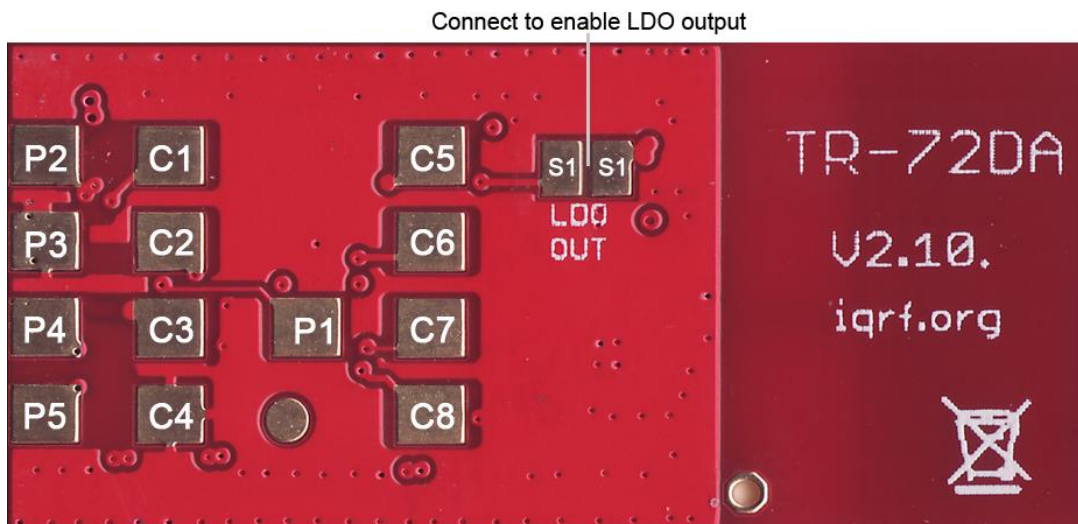 Connect to enable LDO output
P2 C1 C5 S1 S1
TR-72DA
LDO
OUT
P3 C2 C6
V2.10.
P4 C3 P1 C7
iqrf.org
P5 C4 C8